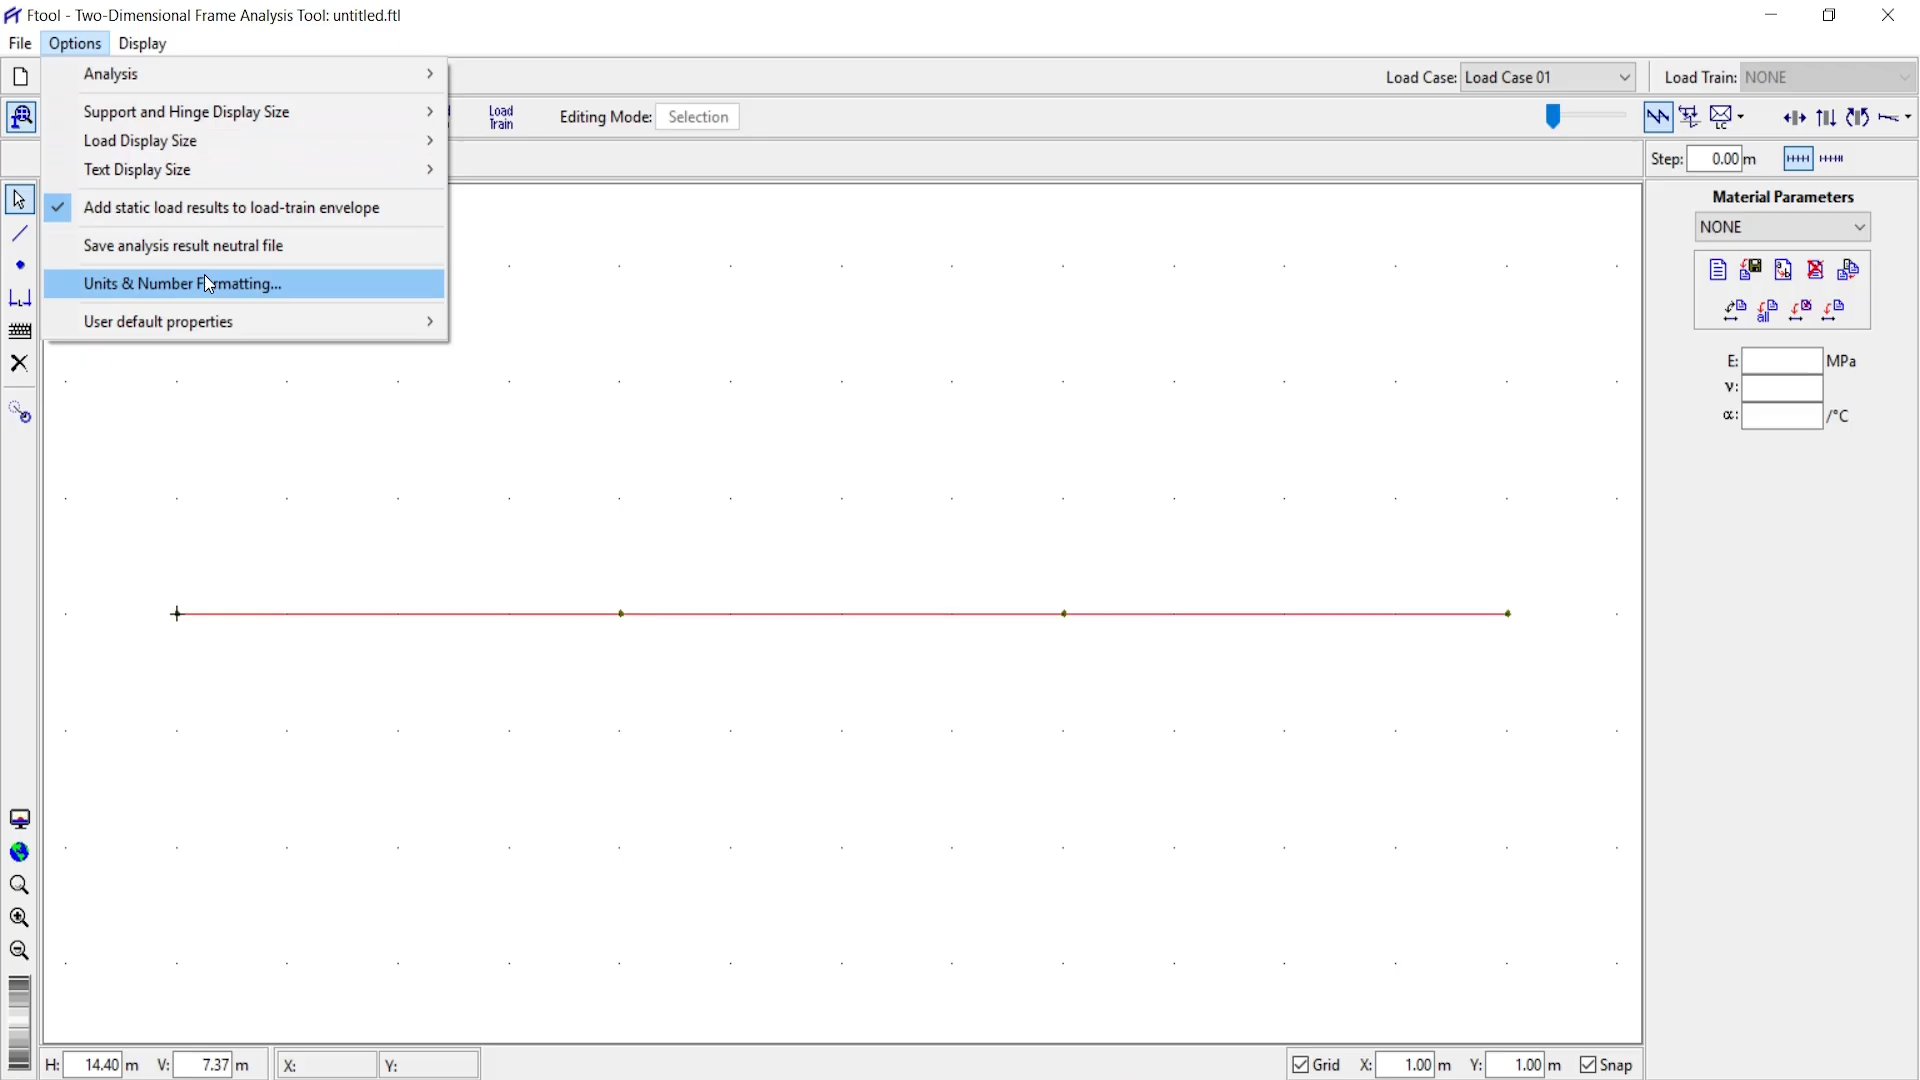 Ftool - Two-Dimensional Frame Analysis Tool: untitled.ftl
File Options Display
Analysis
Support and Hinge Display Size
Load Display Size
Text Display Size
Add static load results to load-train envelope
Save analysis result neutral file
Units & Number F rmatting...
User default properties
Load Case: Load Case 01 Load Train: NONE
Load Train
Editing Mode: Selection
LC
Step: 0.00 m
Material Parameters
NONE
all
E: MPa
ν:
α: /°C
H: 14.40 m V: 7.37 m X: Y:
Grid X: 1.00 m Y: 1.00 m Snap